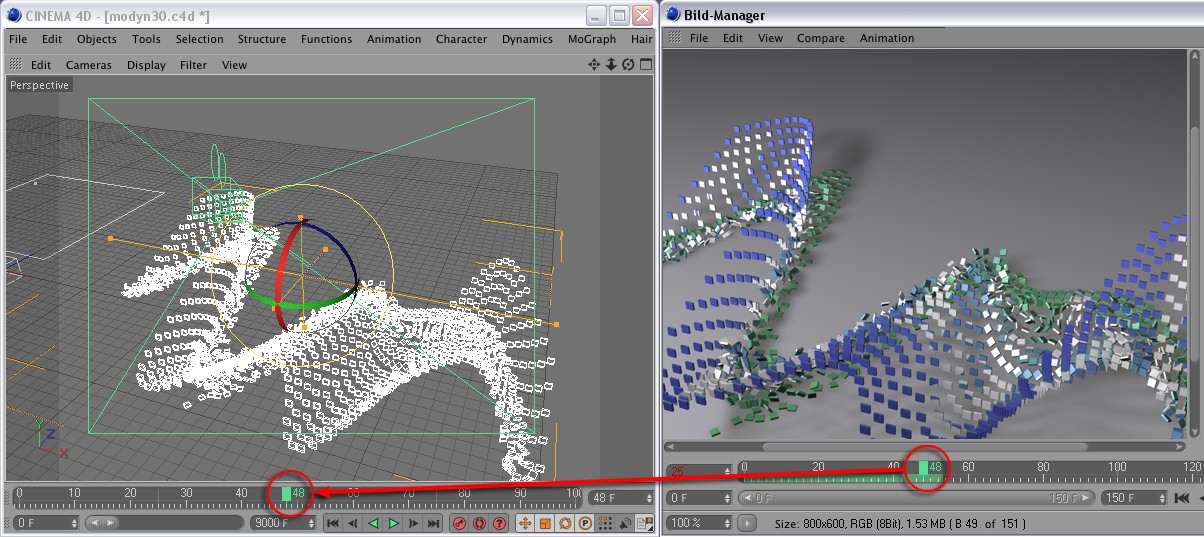 CINEMA 4D - [modyn30.c4d *]
File Edit Objects Tools Selection Structure Functions Animation Character Dynamics MoGraph Hair
Edit Cameras Display Filter View
Perspective
Z
X
0 10 20 30 40 48 60 70 80 90 100 48 F
0 F 9000 F
P
Bild-Manager
File Edit View Compare Animation
25 0 20 48 60 80 100 120
0 F 0 F 150 F 150 F
100 % Size: 800x600, RGB (8Bit), 1.53 MB ( B 49 of 151 )